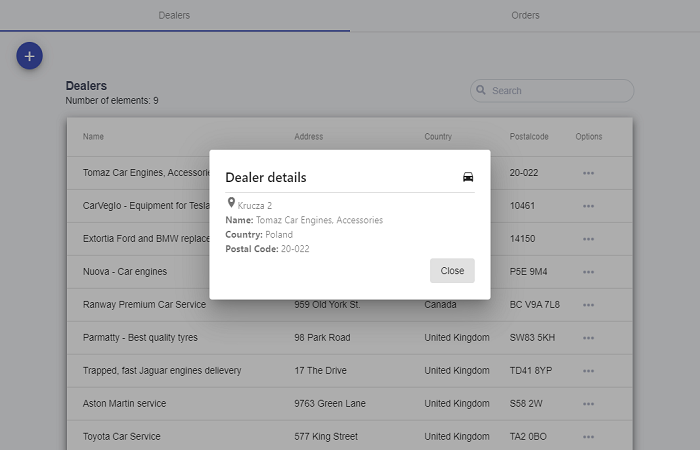 Dealers Orders
+
Dealers
Number of elements: 9
Search
Name Address Country Postalcode Options
Tomaz Car Engines, Accessorie 20-022
CarVeglo - Equipment for Tesla 10461
Extortia Ford and BMW replace 14150
Nuova - Car engines P5E 9M4
Ranway Premium Car Service 959 Old York St. Canada BC V9A 7L8
Parmatty - Best quality tyres 98 Park Road United Kingdom SW83 5KH
Trapped, fast Jaguar engines delievery 17 The Drive United Kingdom TD41 8YP
Aston Martin service 9763 Green Lane United Kingdom S58 2W
Toyota Car Service 577 King Street United Kingdom TA2 0BO
Dealer details
Krucza 2
Name: Tomaz Car Engines, Accessories
Country: Poland
Postal Code: 20-022
Close